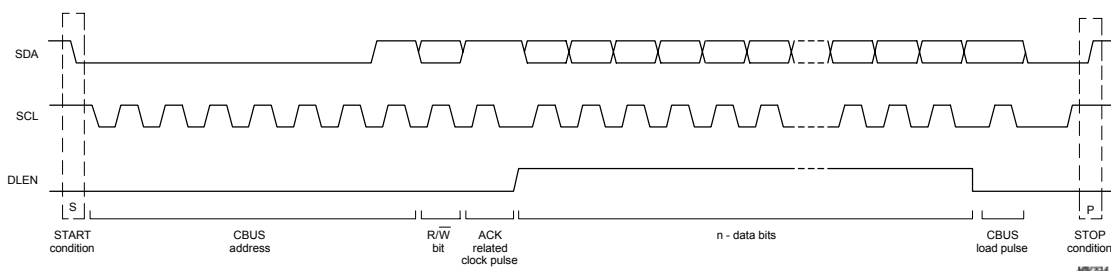 SDA
SCL
DLEN
S
P
START
condition
CBUS
address
R/W̅
bit
ACK
related
clock pulse
n - data bits
CBUS
load pulse
STOP
condition